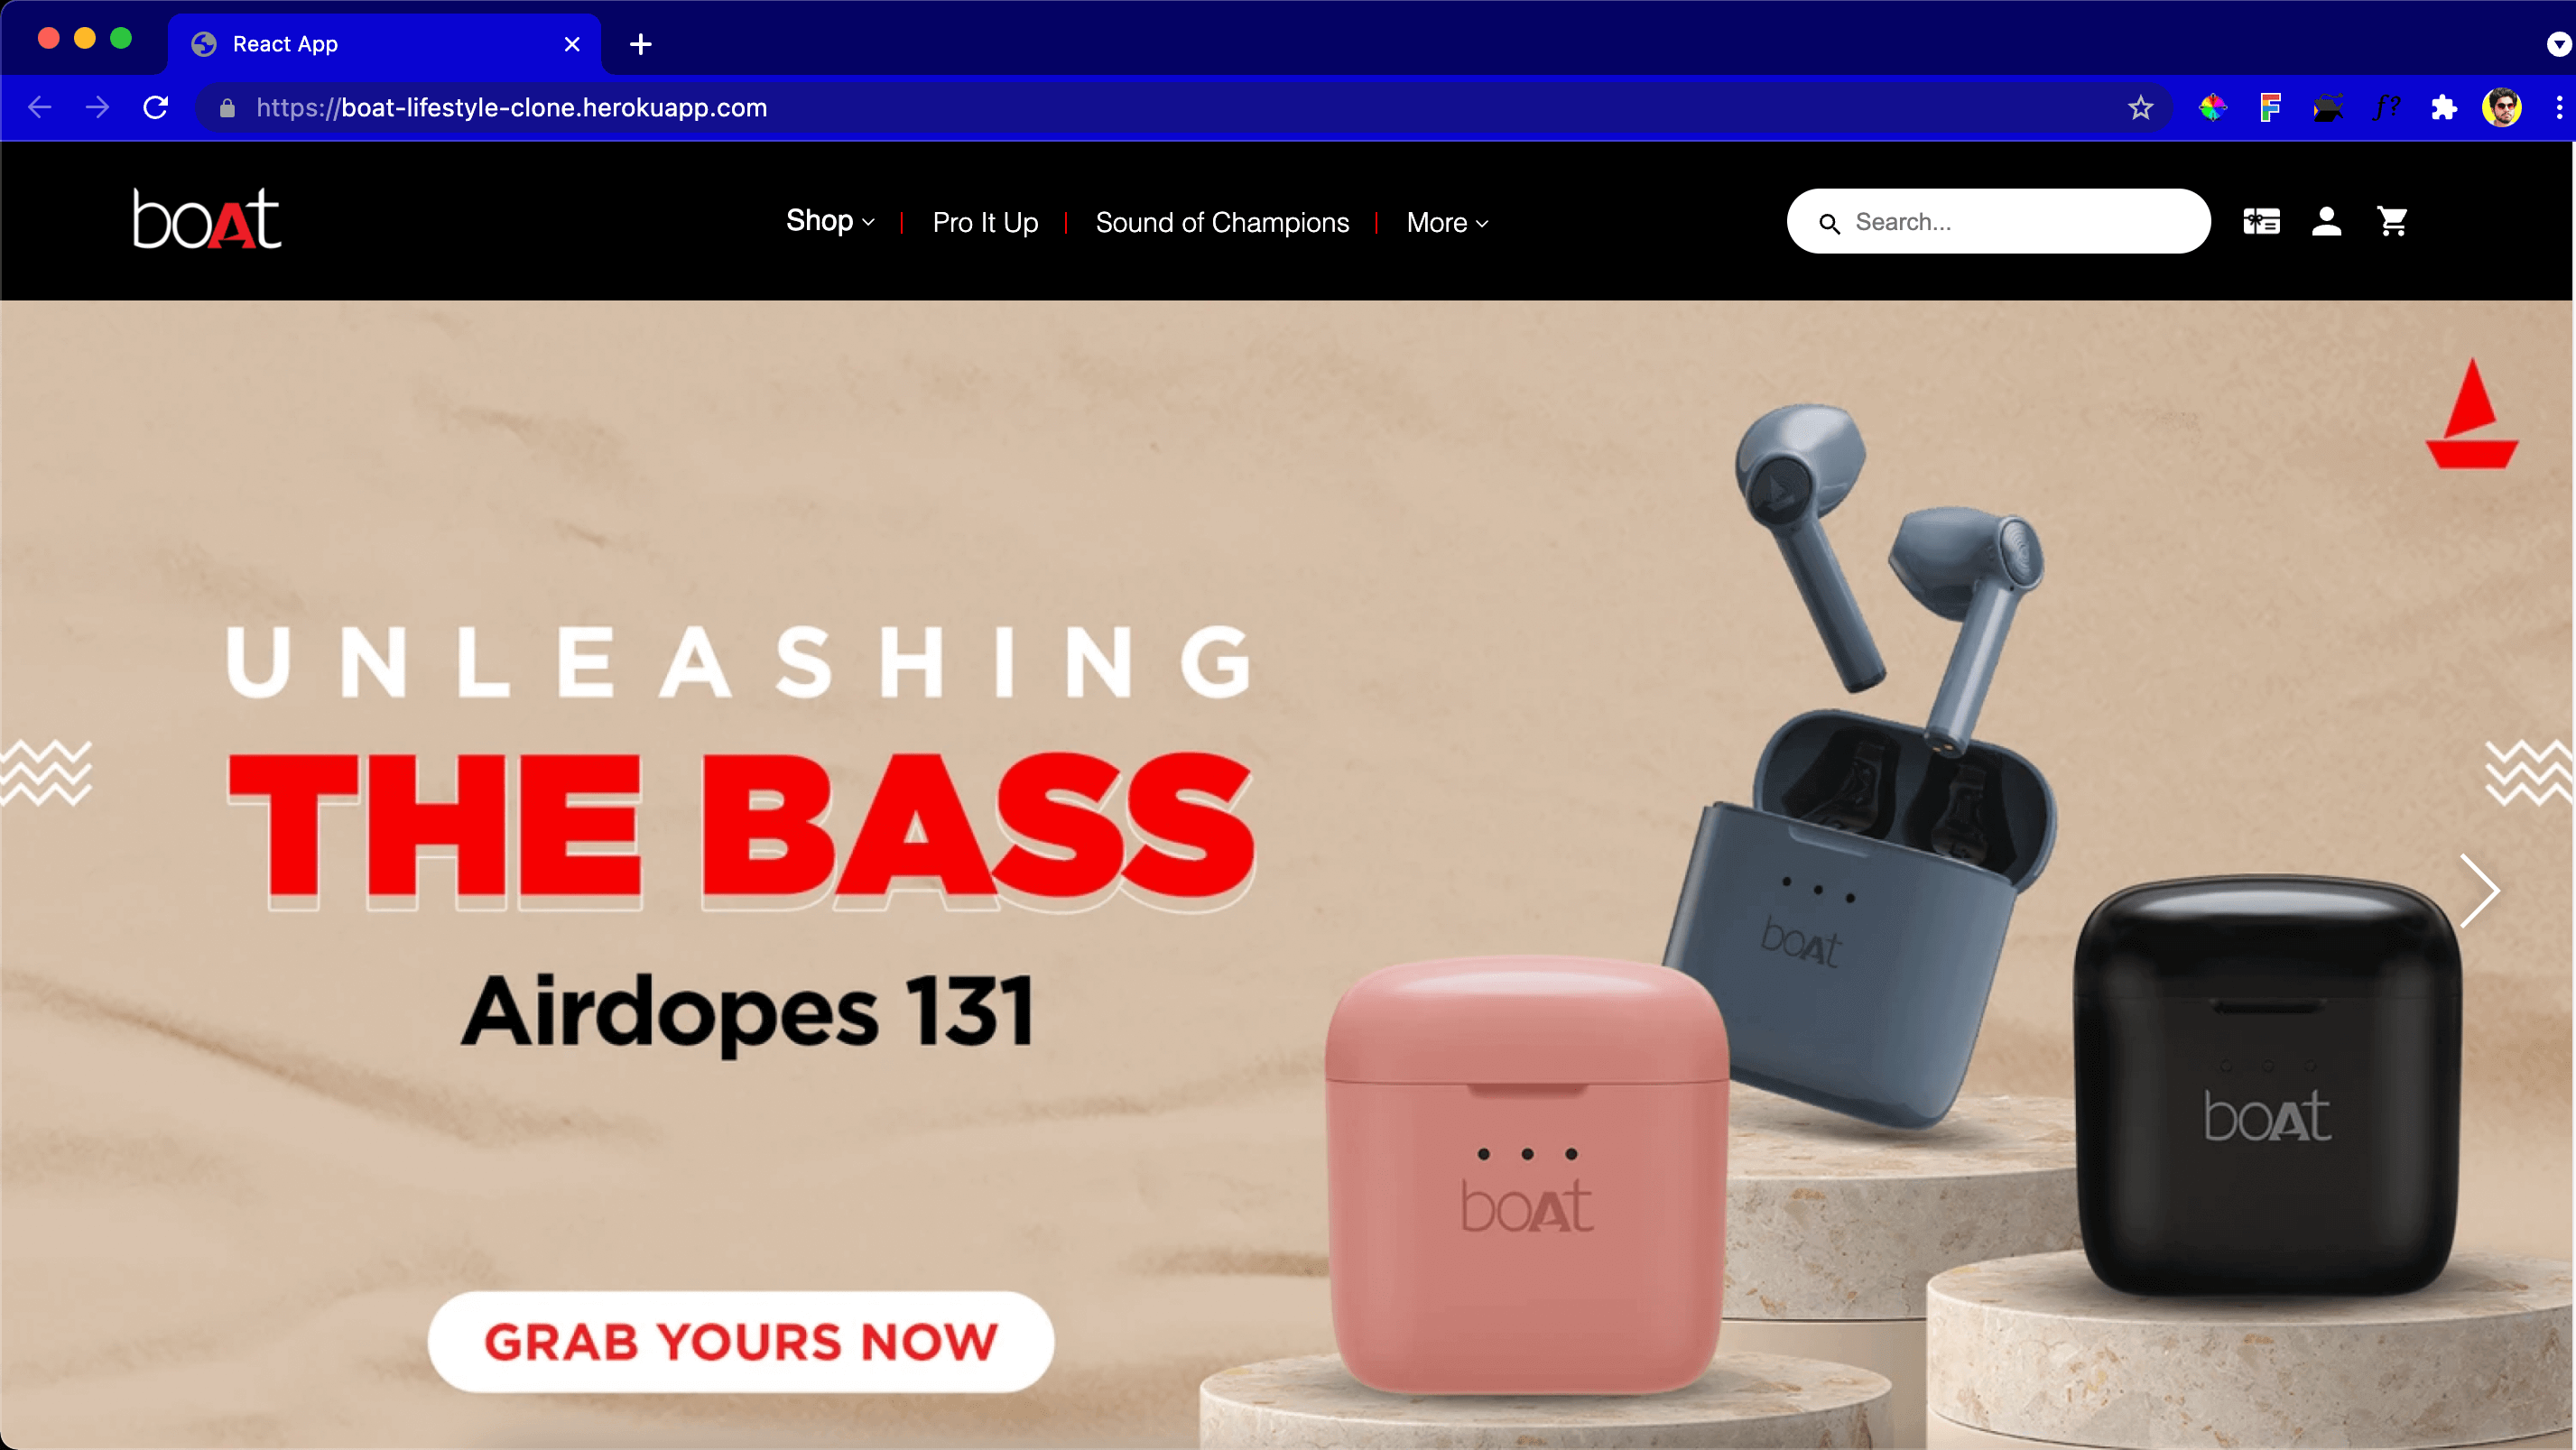 React App
https://boat-lifestyle-clone.herokuapp.com
F
f?
boAt
Shop
Pro It Up
Sound of Champions
More
Search...
UNLEASHING
THE BASS
Airdopes 131
GRAB YOURS NOW
boAt
boAt
boAt